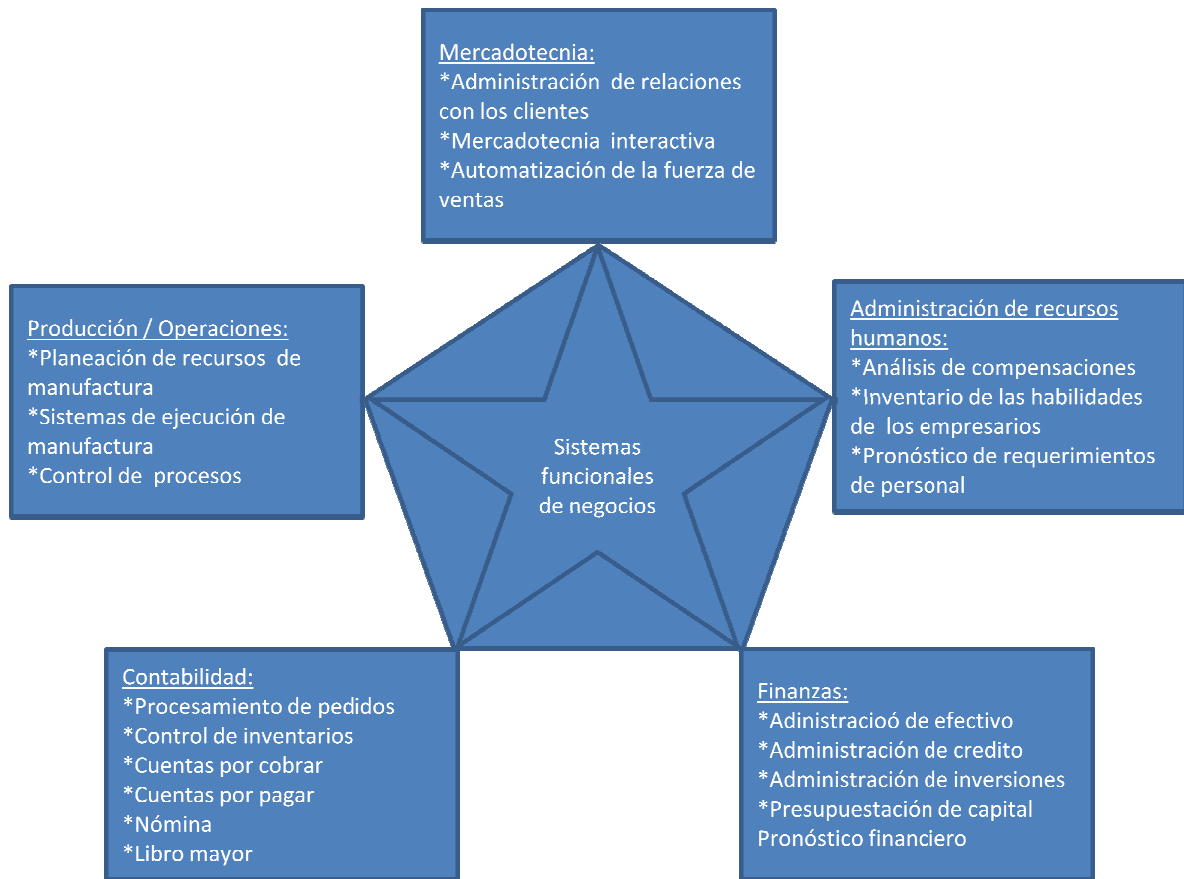 Mercadotecnia:
*Administración de relaciones
con los clientes
*Mercadotecnia interactiva
*Automatización de la fuerza de
ventas
Producción / Operaciones:
*Planeación de recursos de
manufactura
*Sistemas de ejecución de
manufactura
*Control de procesos
Administración de recursos
humanos:
*Análisis de compensaciones
*Inventario de las habilidades
de los empresarios
*Pronóstico de requerimientos
de personal
Sistemas
funcionales
de negocios
Contabilidad:
*Procesamiento de pedidos
*Control de inventarios
*Cuentas por cobrar
*Cuentas por pagar
*Nómina
*Libro mayor
Finanzas:
*Adinistracioó de efectivo
*Administración de credito
*Administración de inversiones
*Presupuestación de capital
Pronóstico financiero